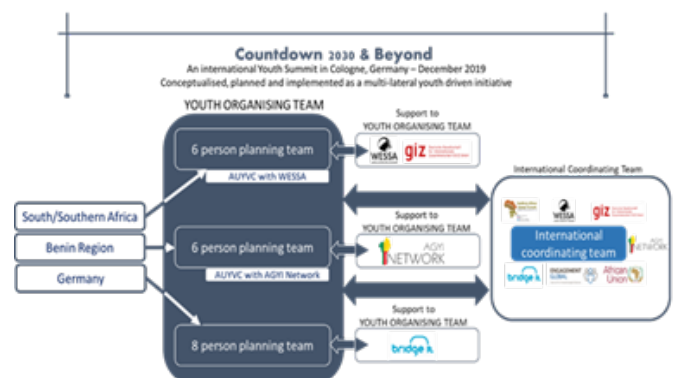 Countdown 2030 & Beyond
An international Youth Summit in Cologne, Germany – December 2019
Conceptualised, planned and implemented as a multi-lateral youth driven initiative
YOUTH ORGANISING TEAM
6 person planning team
AUYVC with WESSA
6 person planning team
AUYVC with AGYI Network
8 person planning team
South/Southern Africa
Benin Region
Germany
Support to
YOUTH ORGANISING TEAM
WESSA
giz
Support to
YOUTH ORGANISING TEAM
AGYI
NETWORK
Support to
YOUTH ORGANISING TEAM
bridge it
International Coordinating Team
WESSA
giz
International
coordinating team
AGYI
NETWORK
bridge it
ENGAGEMENT
GLOBAL
African
Union